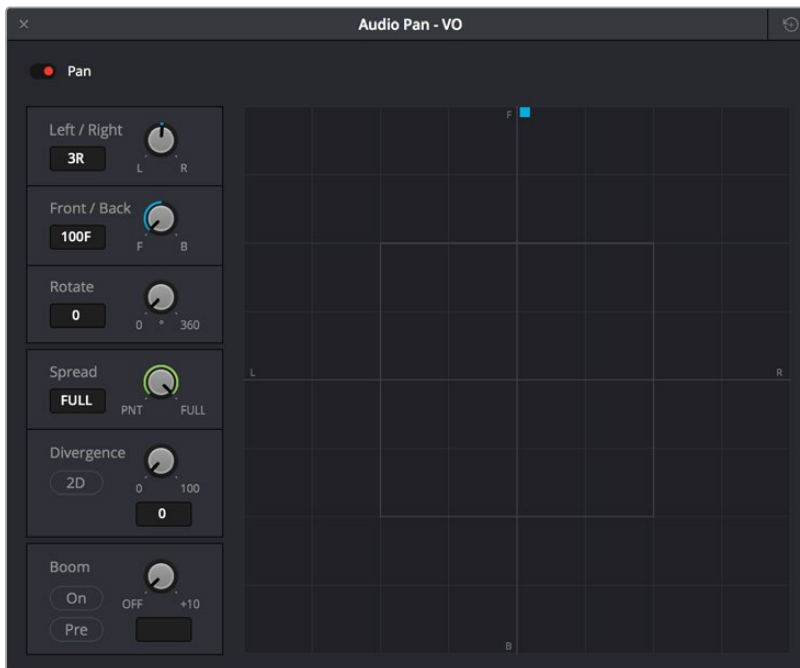 Audio Pan - VO
Pan
Left / Right
3R
L R
Front / Back
100F
F B
Rotate
0
0 ° 360
Spread
FULL
PNT FULL
Divergence
2D
0 100
0
Boom
On
OFF +10
Pre
F
L
R
B